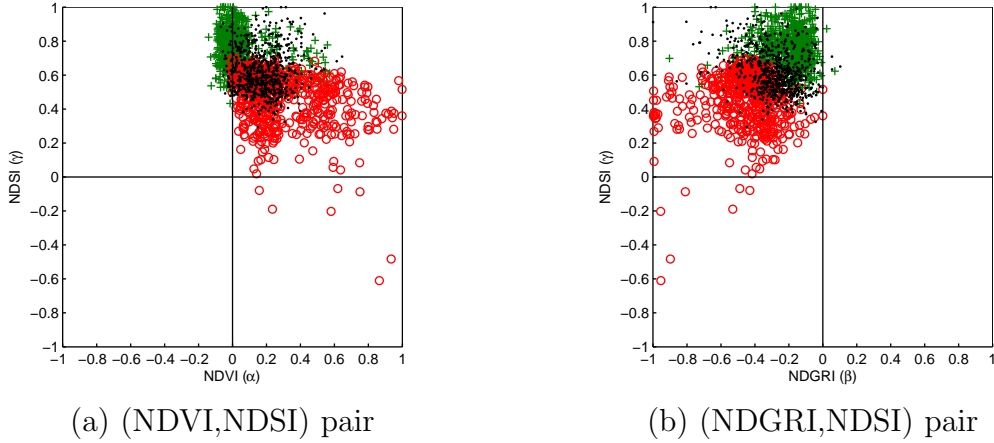 1
0.8
0.6
0.4
0.2
0
−0.2
−0.4
−0.6
−0.8
−1
NDSI (γ)
−1 −0.8 −0.6 −0.4 −0.2 0 0.2 0.4 0.6 0.8 1
NDVI (α)
(a) (NDVI,NDSI) pair
1
0.8
0.6
0.4
0.2
0
−0.2
−0.4
−0.6
−0.8
−1
NDSI (γ)
−1 −0.8 −0.6 −0.4 −0.2 0 0.2 0.4 0.6 0.8 1
NDGRI (β)
(b) (NDGRI,NDSI) pair